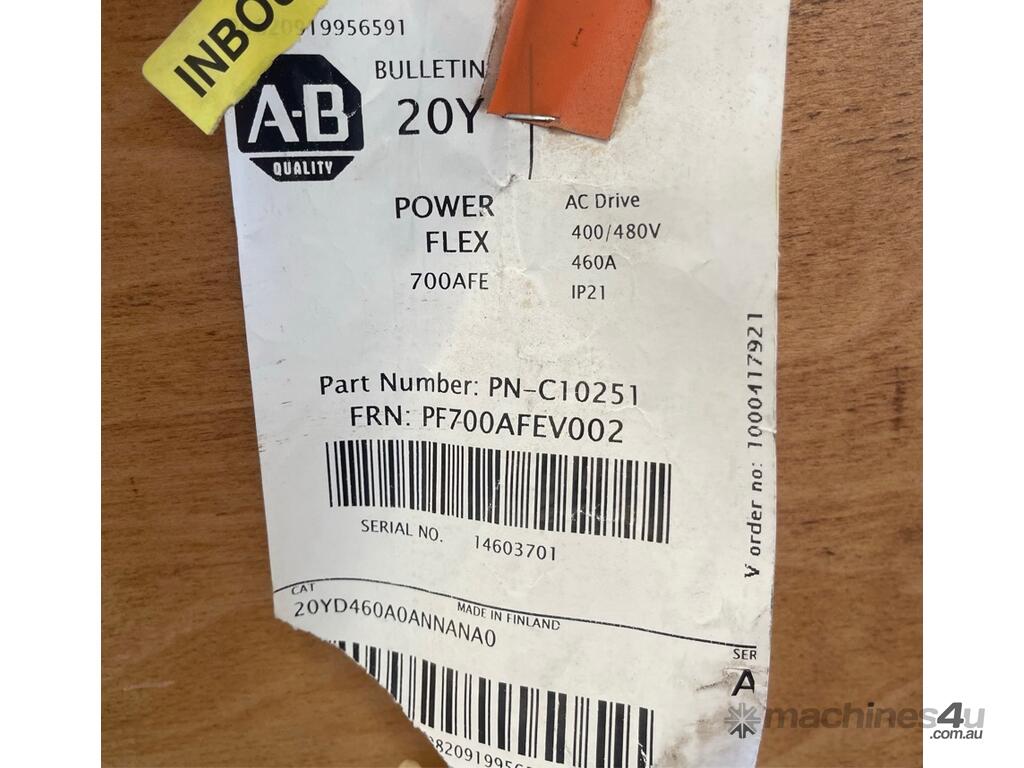 INBOU
20919956591
A-B
QUALITY
BULLETIN
20Y
POWER
FLEX
700AFE
AC Drive
400/480V
460A
IP21
Part Number: PN-C10251
FRN: PF700AFEV002
SERIAL NO. 14603701
V order no: 1000417921
CAT
20YD460A0ANNANA0
MADE IN FINLAND
SER
A
machines4u
.com.au